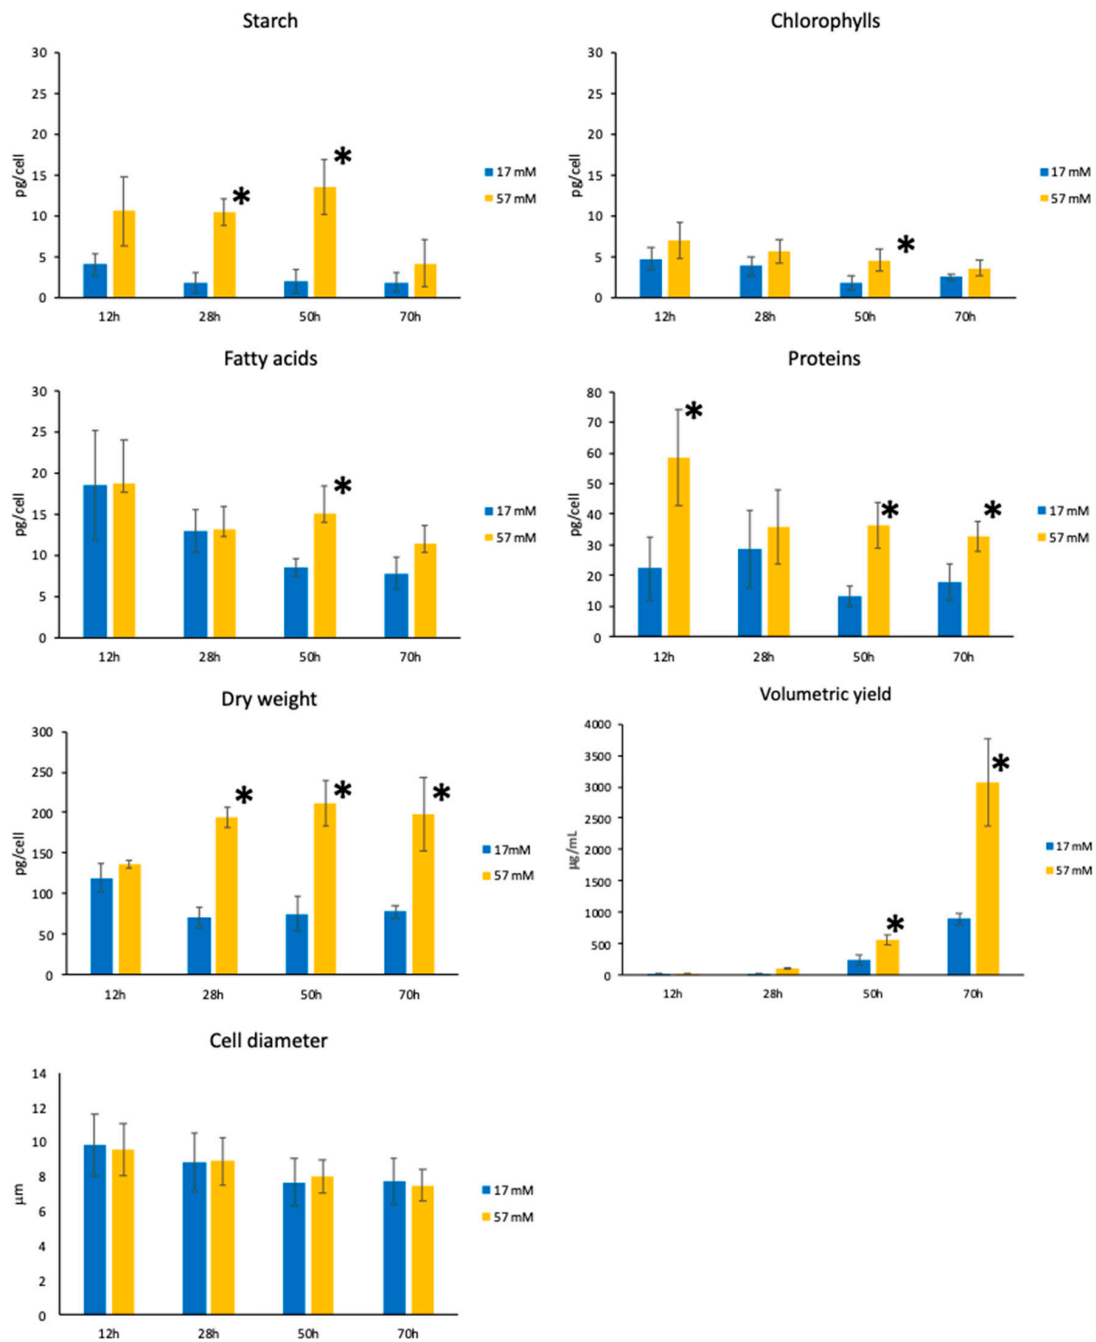 Starch
30
25
20
15
10
5
0
pg/cell
12h 28h 50h 70h
17 mM
57 mM
*
*
Chlorophylls
30
25
20
15
10
5
0
pg/cell
12h 28h 50h 70h
17 mM
57 mM
*
Fatty acids
30
25
20
15
10
5
0
pg/cell
12h 28h 50h 70h
17 mM
57 mM
*
Proteins
80
70
60
50
40
30
20
10
0
pg/cell
12h 28h 50h 70h
17 mM
57 mM
*
*
*
Dry weight
300
250
200
150
100
50
0
pg/cell
12h 28h 50h 70h
17mM
57 mM
*
*
*
Volumetric yield
4000
3500
3000
2500
2000
1500
1000
500
0
µg/mL
12h 28h 50h 70h
17 mM
57 mM
*
*
Cell diameter
14
12
10
8
6
4
2
0
µm
12h 28h 50h 70h
17 mM
57 mM